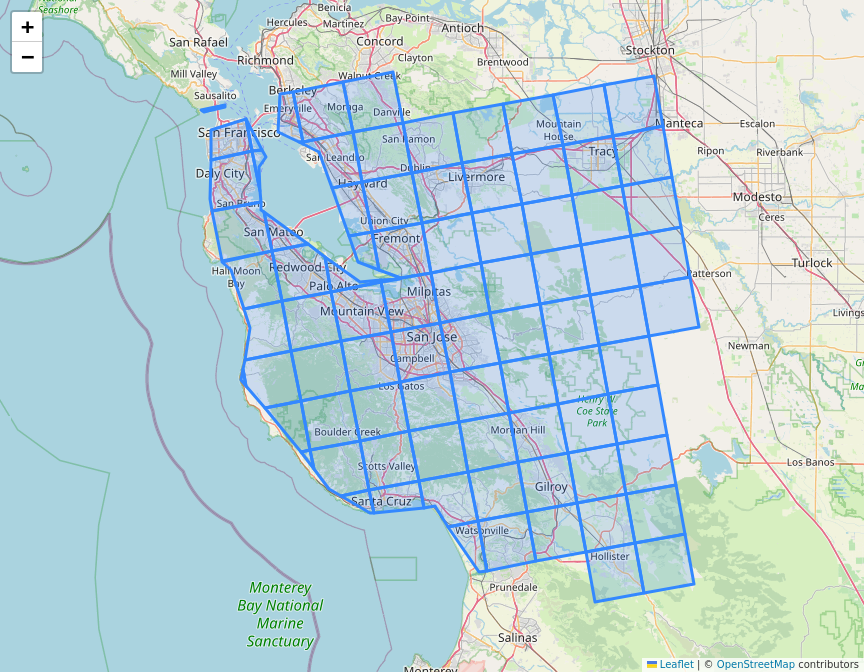 National
Seashore
+
−
Benicia
Hercules
Martinez
Bay Point
Antioch
San Rafael
Concord
Stockton
Richmond
Clayton
Brentwood
Mill Valley
Walnut Creek
Sausalito
Berkeley
Emeryville
Moraga
Danville
San Francisco
Mountain
House
Manteca
Escalon
San Ramon
Tracy
Ripon
Riverbank
San Leandro
Daly City
Dublin
Livermore
Hayward
Modesto
San Bruno
Ceres
Union City
San Mateo
Fremont
Half Moon
Bay
Redwood City
Turlock
Patterson
Palo Alto
Milpitas
Mountain View
Livings
San Jose
Newman
Campbell
Los Gatos
Henry W.
Coe State
Park
Boulder Creek
Morgan Hill
Scotts Valley
Los Banos
Gilroy
Santa Cruz
Watsonville
Hollister
Prunedale
Monterey
Bay National
Marine
Sanctuary
Salinas
Monterey
Leaflet | © OpenStreetMap contributors